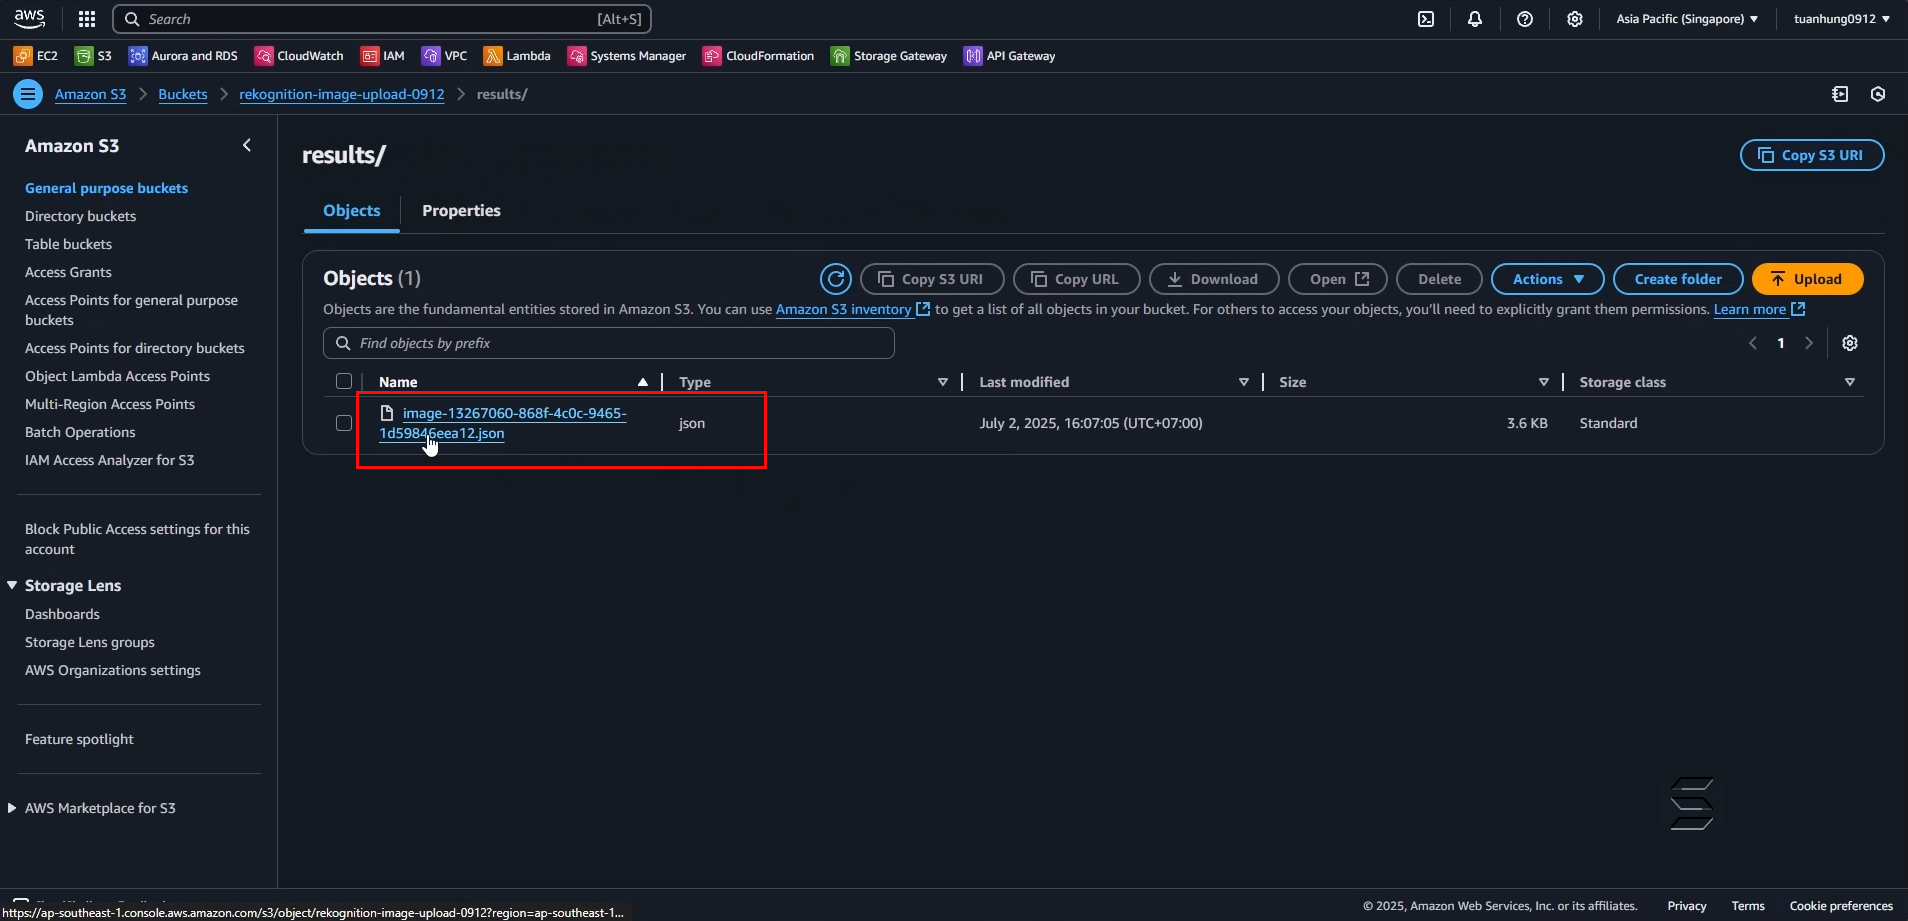 aws
Search [Alt+S]
Asia Pacific (Singapore) tuanhung0912
EC2 S3 Aurora and RDS CloudWatch IAM VPC Lambda Systems Manager CloudFormation Storage Gateway API Gateway
Amazon S3 Buckets rekognition-image-upload-0912 results/
Amazon S3
General purpose buckets
Directory buckets
Table buckets
Access Grants
Access Points for general purpose
buckets
Access Points for directory buckets
Object Lambda Access Points
Multi-Region Access Points
Batch Operations
IAM Access Analyzer for S3
Block Public Access settings for this
account
Storage Lens
Dashboards
Storage Lens groups
AWS Organizations settings
Feature spotlight
AWS Marketplace for S3
results/
Copy S3 URI
Objects Properties
Objects (1)
Copy S3 URI Copy URL Download Open Delete Actions Create folder Upload
Objects are the fundamental entities stored in Amazon S3. You can use Amazon S3 inventory to get a list of all objects in your bucket. For others to access your objects, you'll need to explicitly grant them permissions. Learn more
Find objects by prefix
1
Name Type Last modified Size Storage class
image-13267060-868f-4c0c-9465-
1d59846eea12.json
json July 2, 2025, 16:07:05 (UTC+07:00) 3.6 KB Standard
https://ap-southeast-1.console.aws.amazon.com/s3/object/rekognition-image-upload-0912?region=ap-southeast-1...
© 2025, Amazon Web Services, Inc. or its affiliates. Privacy Terms Cookie preferences